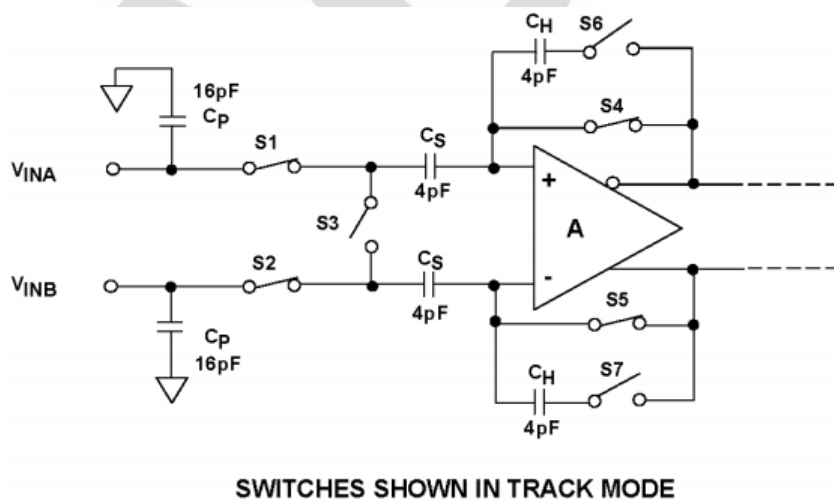 CH S6
4pF
16pF
CP
S4
S1
CS
VINA
4pF
+
S3
A
S2
CS
-
VINB
4pF
S5
CP
16pF
CH S7
4pF
SWITCHES SHOWN IN TRACK MODE